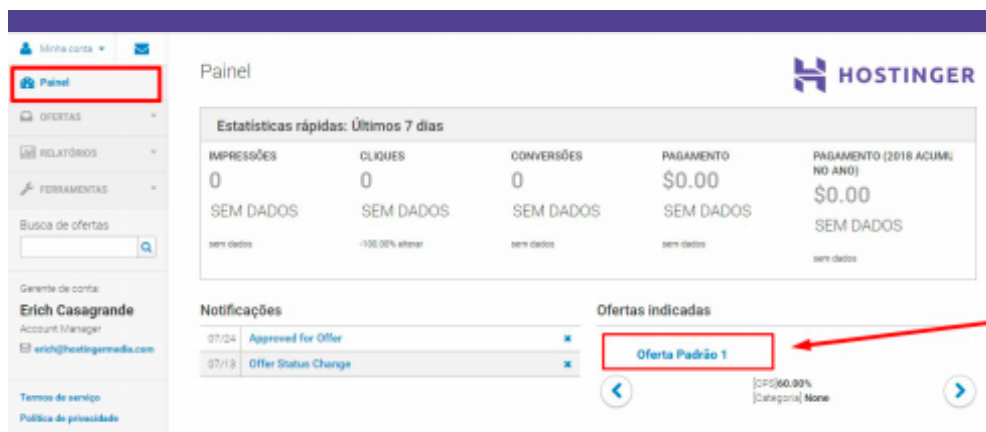 Minha conta
Painel
OFERTAS
RELATÓRIOS
FERRAMENTAS
Busca de ofertas
Gerente de conta:
Erich Casagrande
Account Manager
erich@hostingermedia.com
Termos de serviço
Política de privacidade
Painel
HOSTINGER
Estatísticas rápidas: Últimos 7 dias
IMPRESSÕES
0
SEM DADOS
sem dados
CLIQUES
0
SEM DADOS
-100.00% alterar
CONVERSÕES
0
SEM DADOS
sem dados
PAGAMENTO
$0.00
SEM DADOS
sem dados
PAGAMENTO (2018 ACUMU
NO ANO)
$0.00
SEM DADOS
sem dados
Notificações
07/24 Approved for Offer
07/13 Offer Status Change
Ofertas indicadas
Oferta Padrão 1
[CPS] 60.00%
[Categoria] None